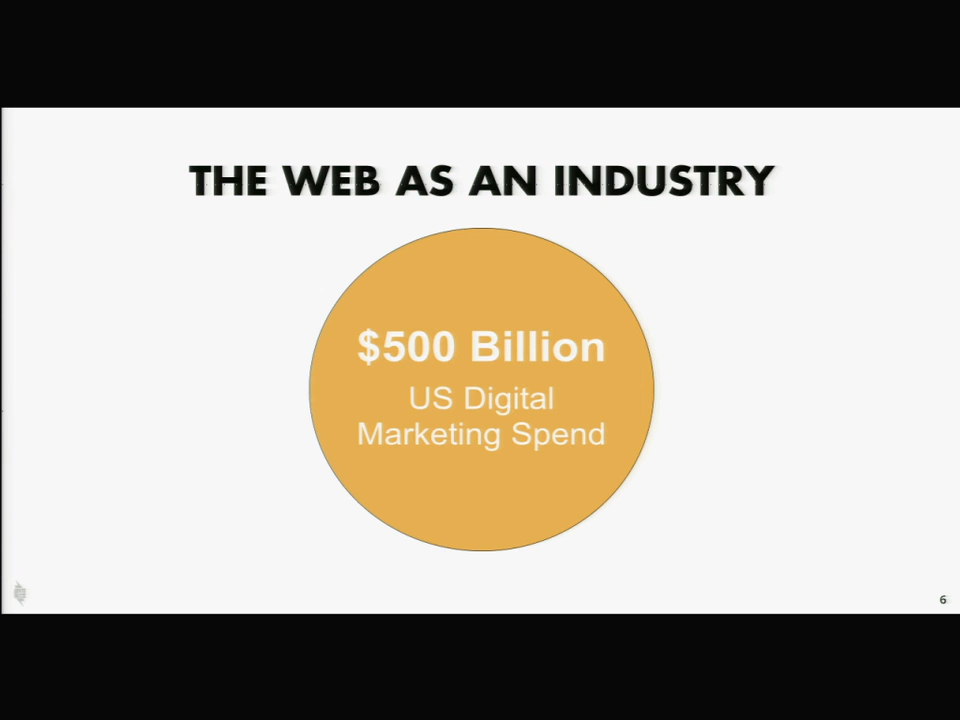 THE WEB AS AN INDUSTRY
$500 Billion
US Digital
Marketing Spend
6